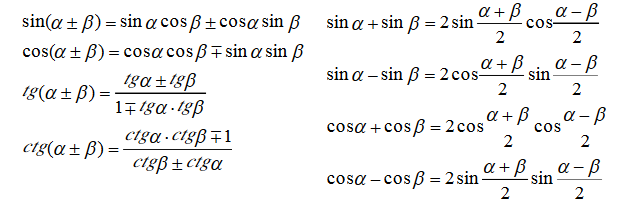 sin(α ± β) = sin α cos β ± cosα sin β
cos(α ± β) = cosα cos β ∓ sin α sin β
tg(α ± β) = (tgα ± tgβ) / (1 ∓ tgα · tgβ)
ctg(α ± β) = (ctgα · ctgβ ∓ 1) / (ctgβ ± ctgα)
sin α + sin β = 2 sin (α + β)/2 cos (α − β)/2
sin α − sin β = 2 cos (α + β)/2 sin (α − β)/2
cosα + cos β = 2 cos α + β 2 cos α − β 2
cosα − cos β = 2 sin (α + β)/2 sin (α − β)/2